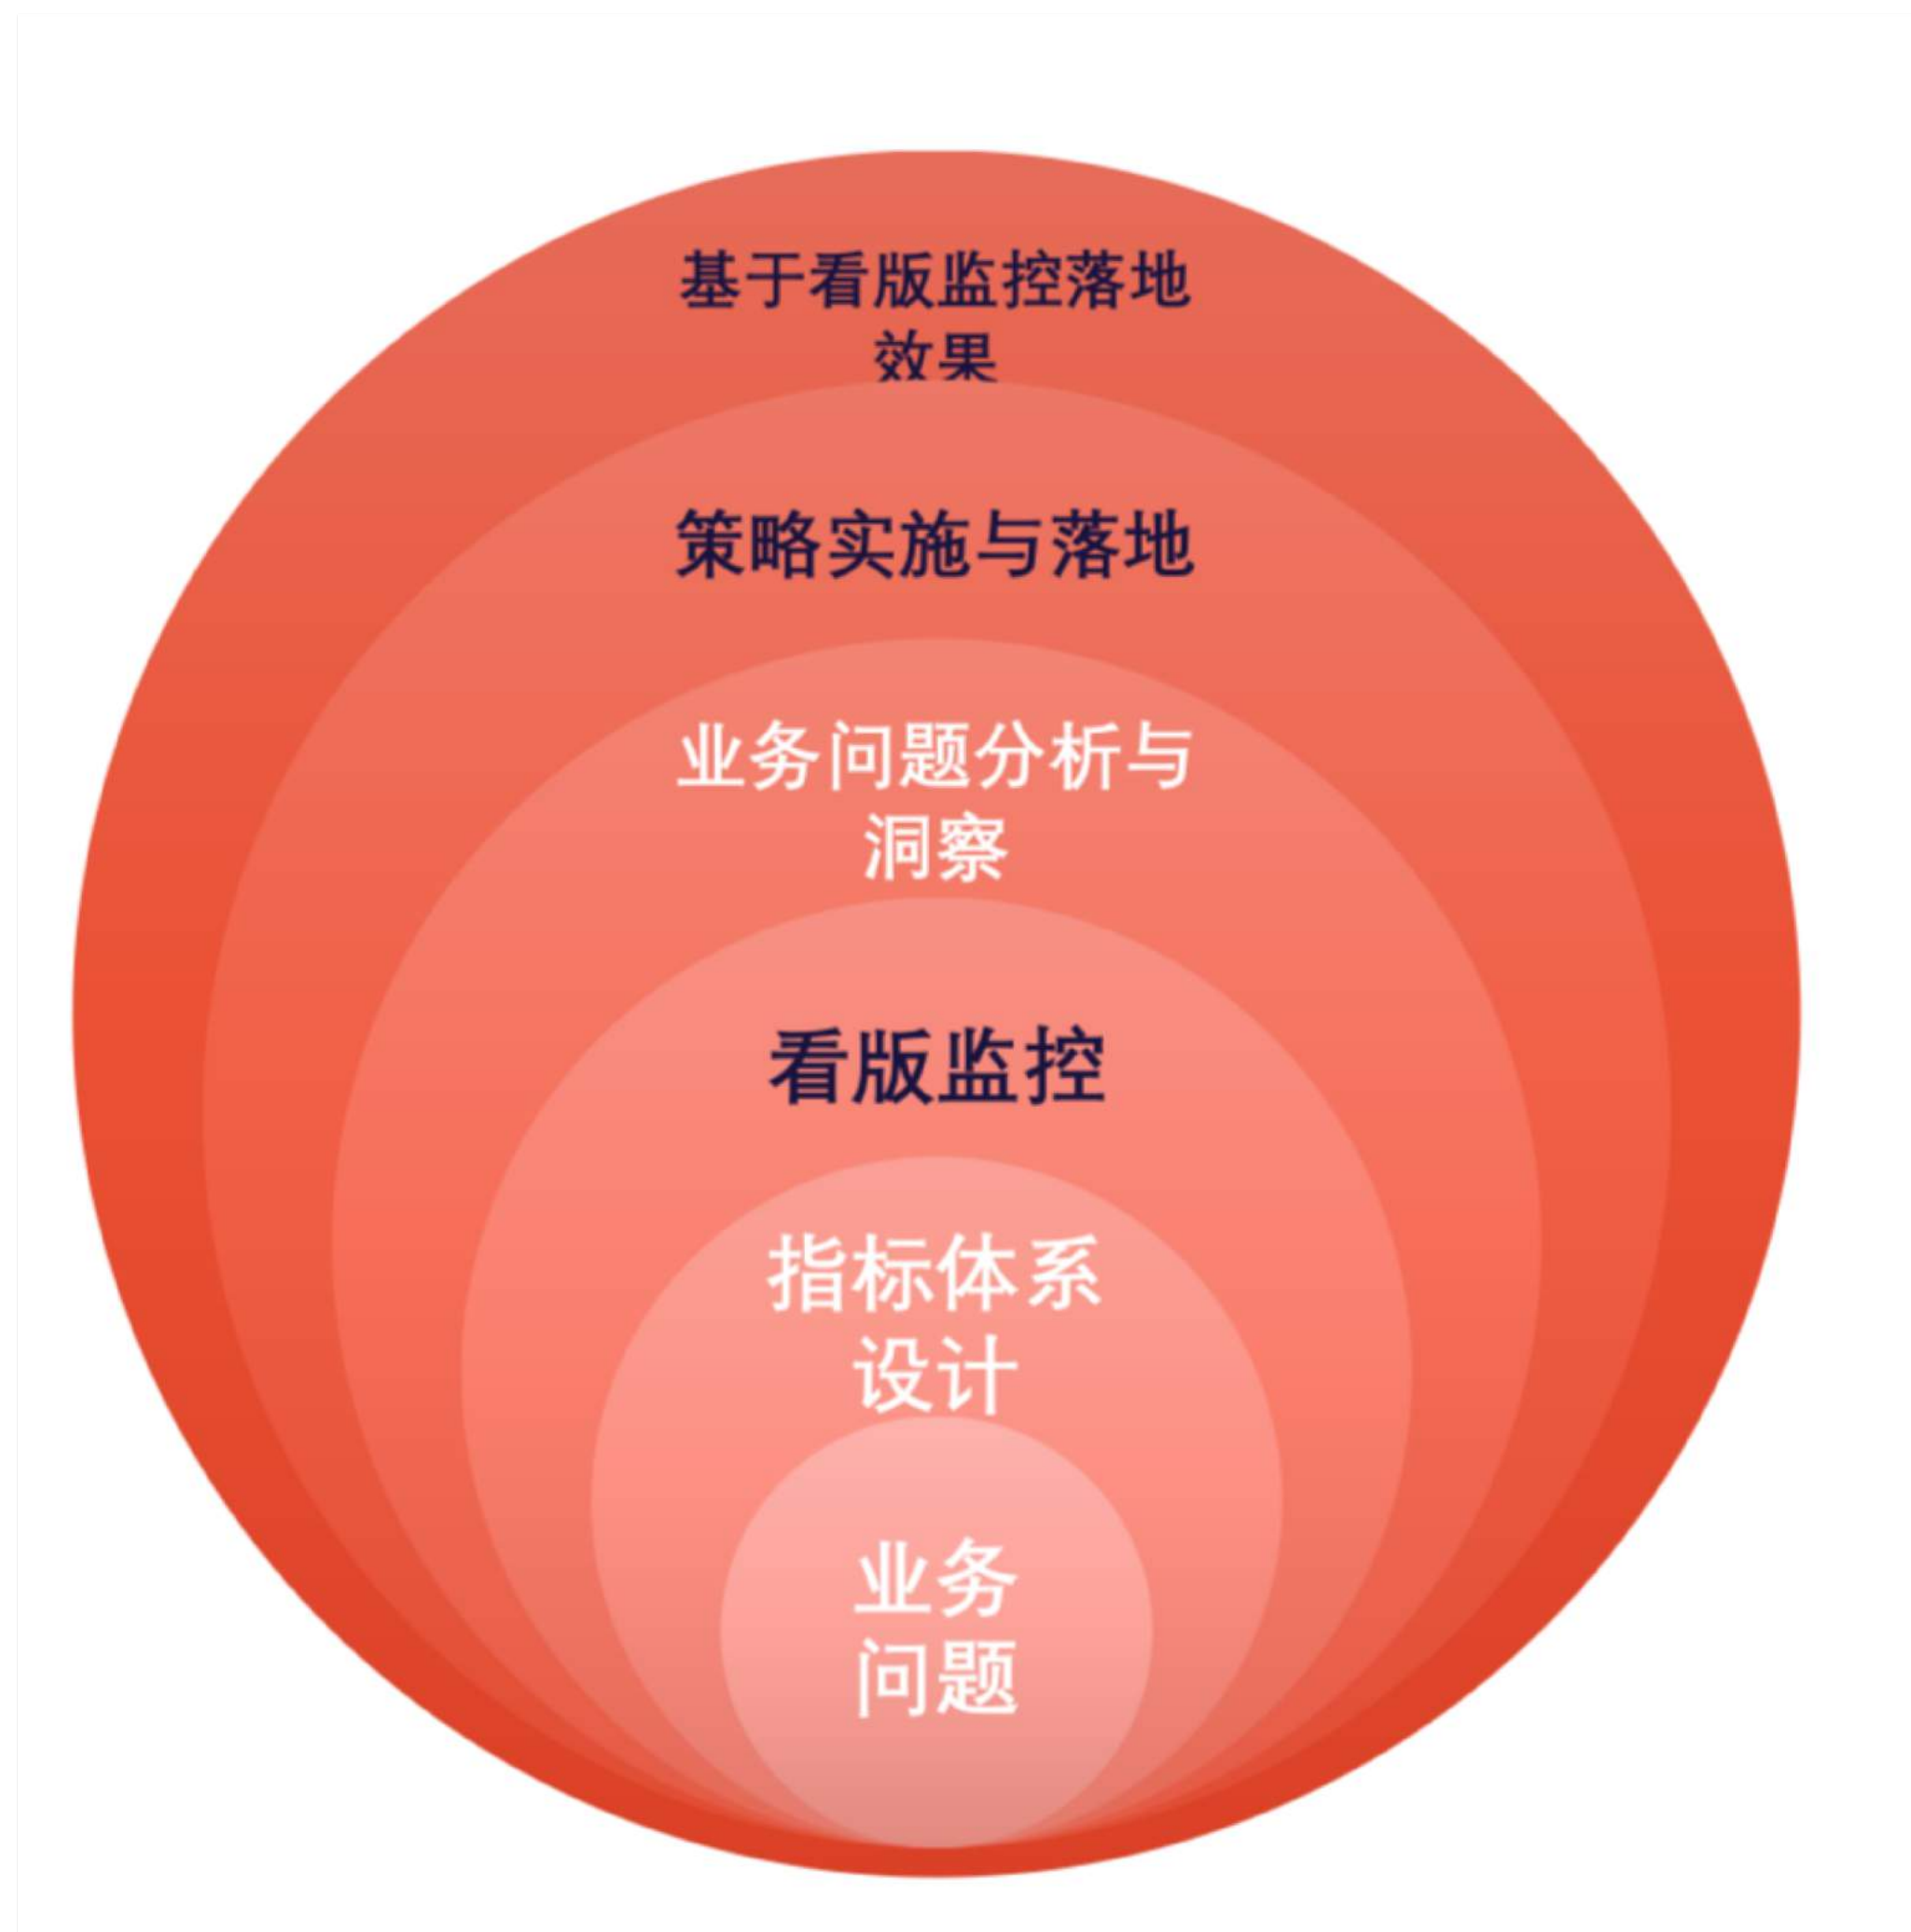 基于看版监控落地
效果
策略实施与落地
业务问题分析与
洞察
看版监控
指标体系
设计
业务
问题